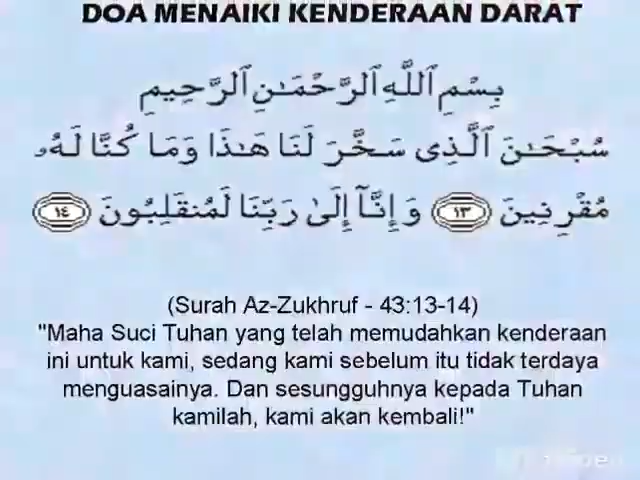 DOA MENAIKI KENDERAAN DARAT
بِسْمِ ٱللَّهِ ٱلرَّحْمَـٰنِ ٱلرَّحِيمِ
سُبْحَـٰنَ ٱلَّذِى سَخَّرَ لَنَا هَـٰذَا وَمَا كُنَّا لَهُۥ
مُقْرِنِينَ ١٣ وَإِنَّآ إِلَىٰ رَبِّنَا لَمُنقَلِبُونَ ١٤
(Surah Az-Zukhruf - 43:13-14)
"Maha Suci Tuhan yang telah memudahkan kenderaan
ini untuk kami, sedang kami sebelum itu tidak terdaya
menguasainya. Dan sesungguhnya kepada Tuhan
kamilah, kami akan kembali!"